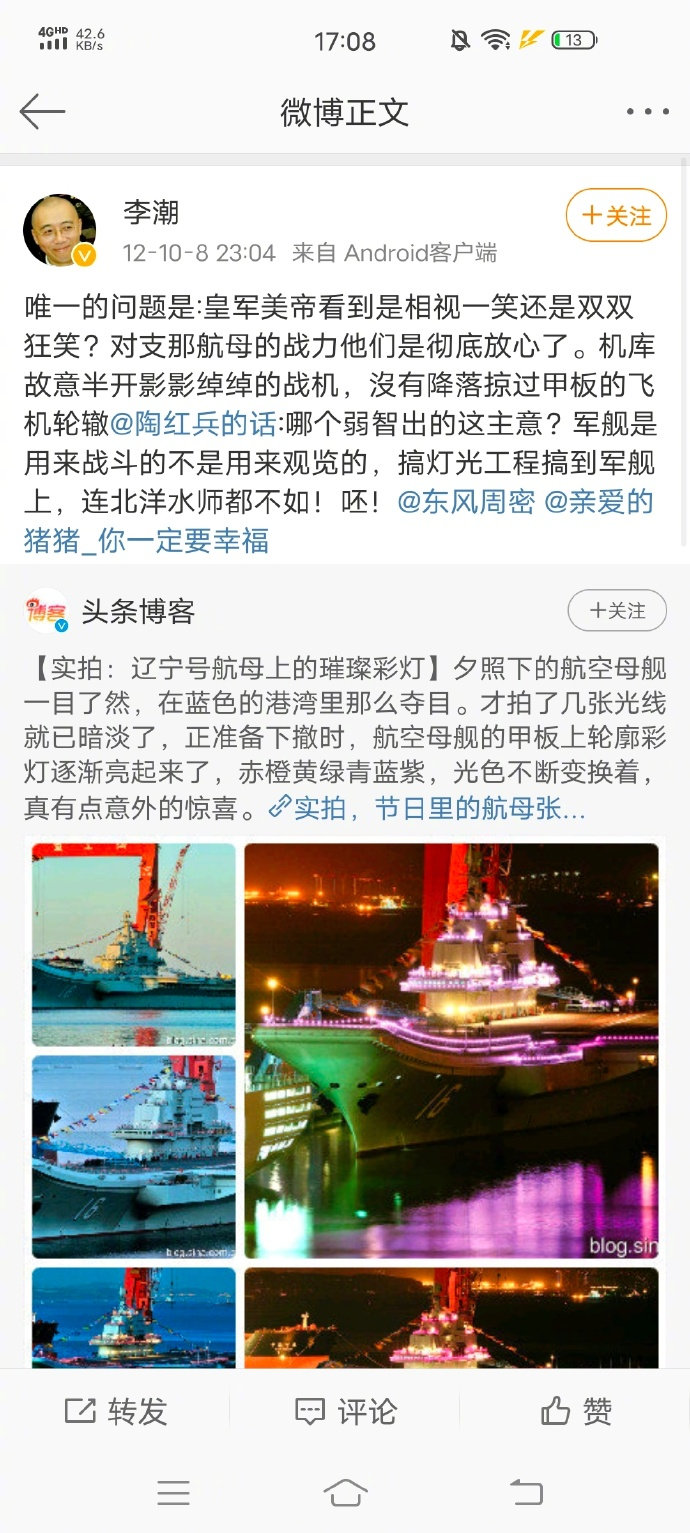 4GHD 42.6 KB/s 17:08 13
微博正文
李潮
+关注
12-10-8 23:04 来自 Android客户端
唯一的问题是:皇军美帝看到是相视一笑还是双双
狂笑？对支那航母的战力他们是彻底放心了。机库
故意半开影影绰绰的战机，沒有降落掠过甲板的飞
机轮辙@陶红兵的话:哪个弱智出的这主意？军舰是
用来战斗的不是用来观览的，搞灯光工程搞到军舰
上，连北洋水师都不如！呸！@东风周密 @亲爱的
猪猪_你一定要幸福
博客 头条博客
+关注
【实拍：辽宁号航母上的璀璨彩灯】夕照下的航空母舰
一目了然，在蓝色的港湾里那么夺目。才拍了几张光线
就已暗淡了，正准备下撤时，航空母舰的甲板上轮廓彩
灯逐渐亮起来了，赤橙黄绿青蓝紫，光色不断变换着，
真有点意外的惊喜。实拍，节日里的航母张...
blog.sina.com.c
16
blog.sina.com.
16
blog.sin
转发 评论 赞